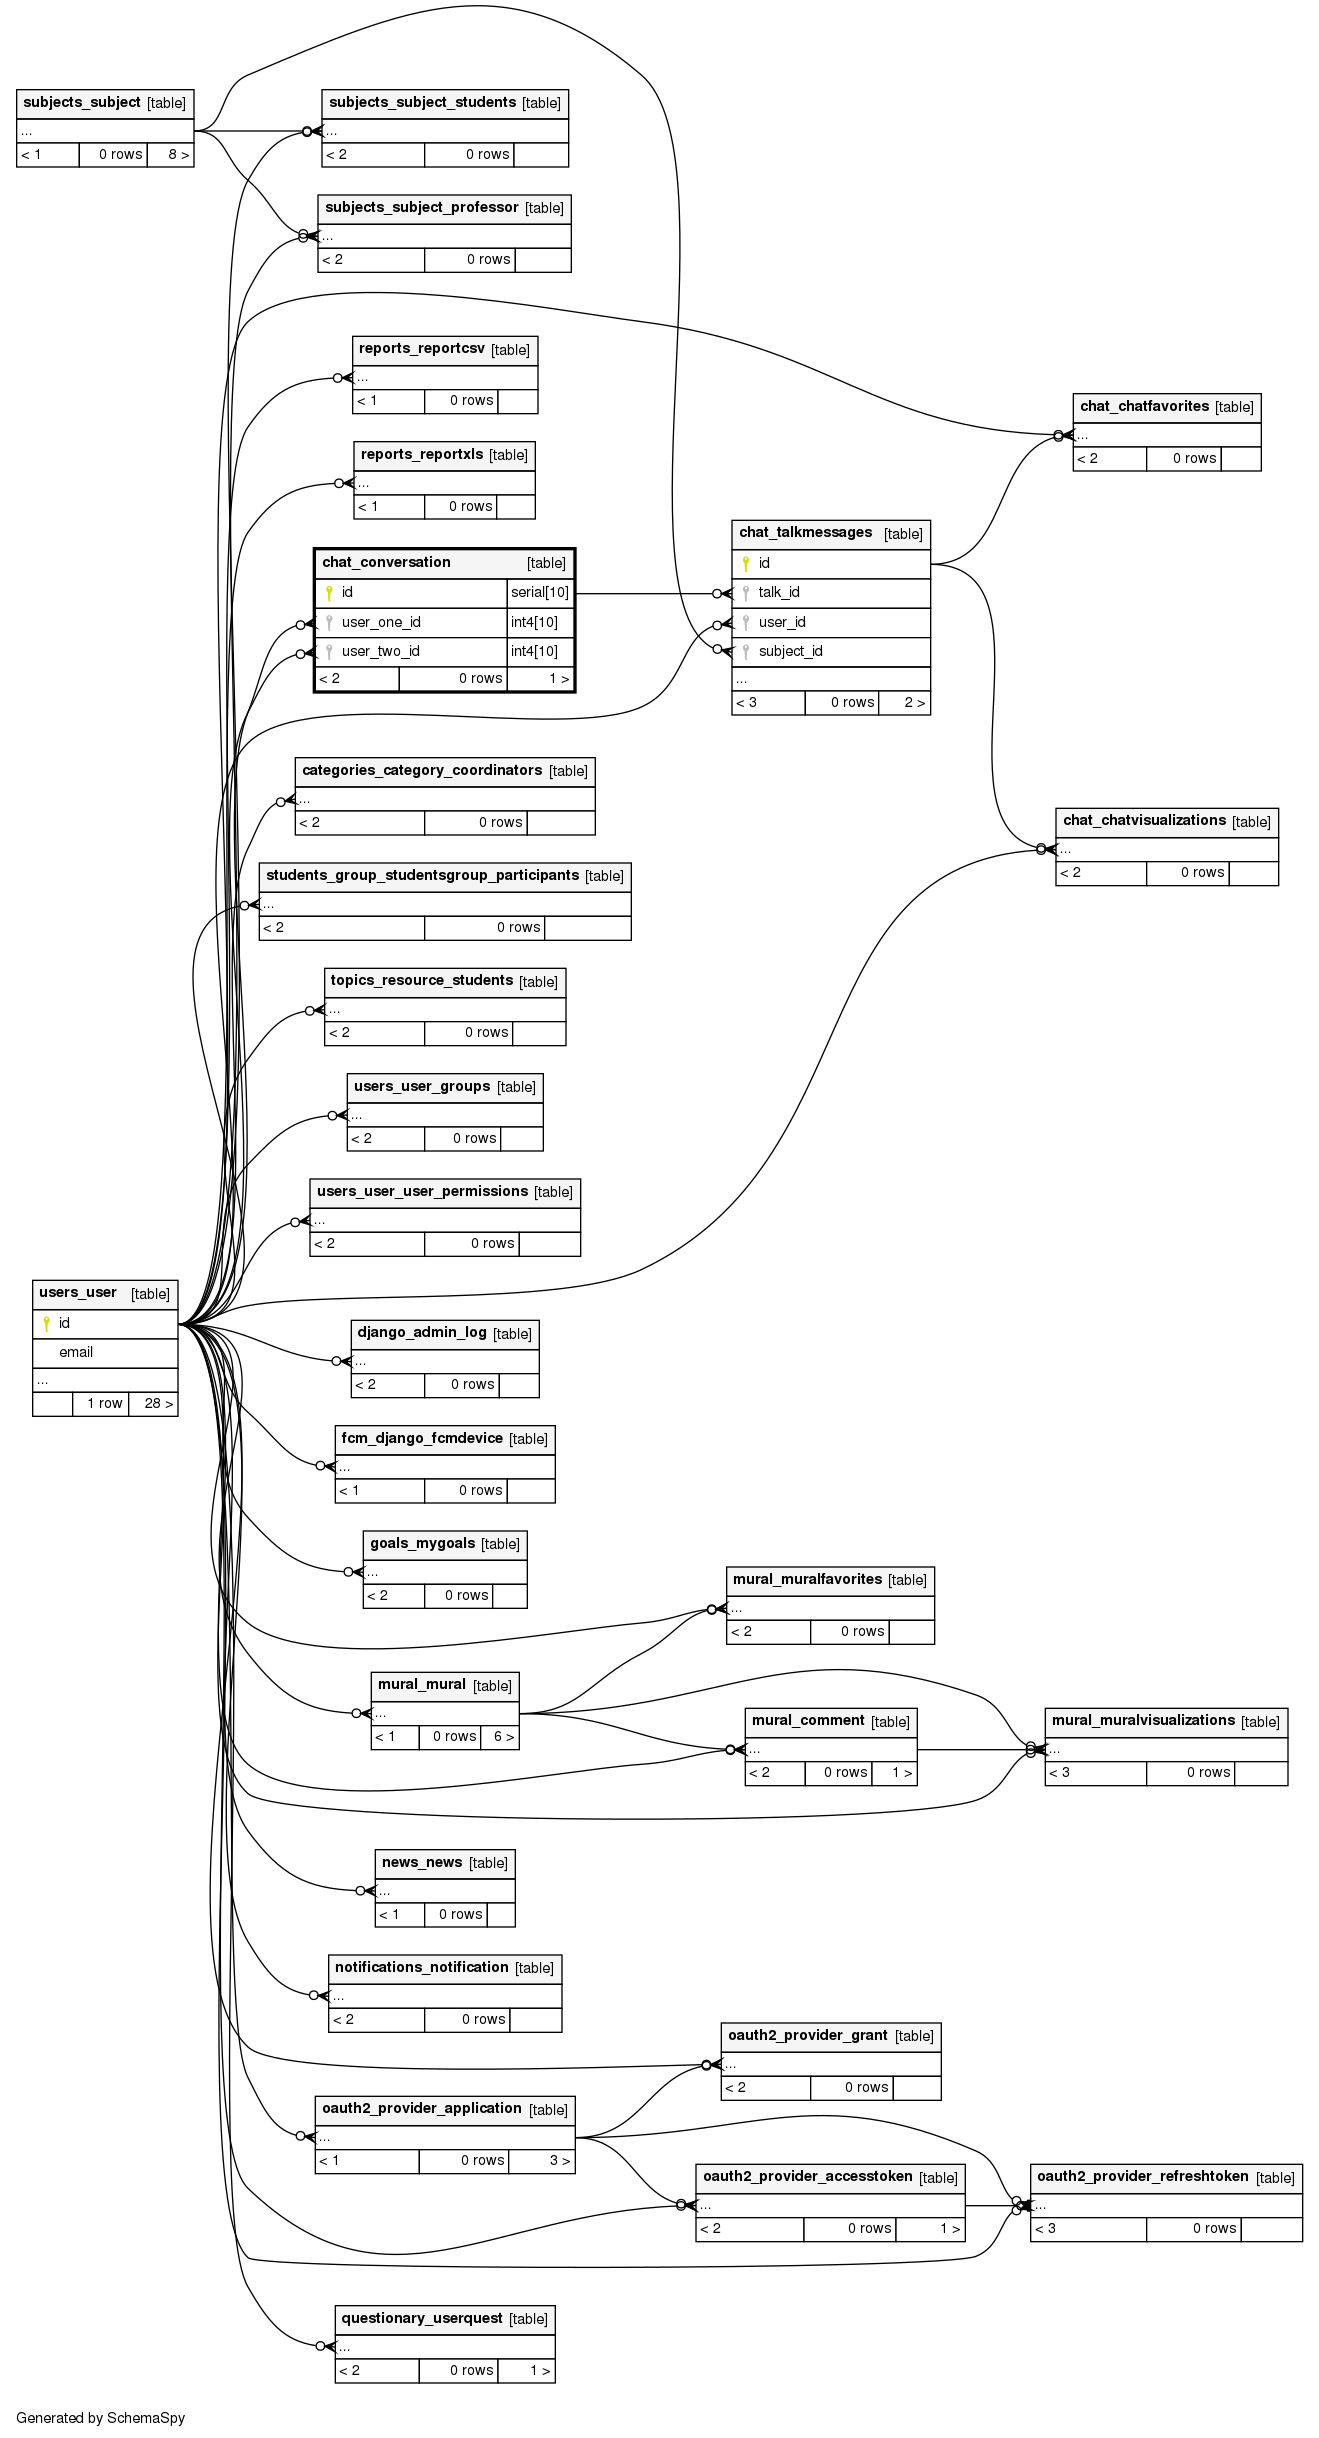 subjects_subject [table]
...
< 1 0 rows 8 >
subjects_subject_students [table]
...
< 2 0 rows
subjects_subject_professor [table]
...
< 2 0 rows
reports_reportcsv [table]
...
< 1 0 rows
chat_chatfavorites [table]
...
< 2 0 rows
reports_reportxls [table]
...
< 1 0 rows
chat_conversation [table]
id serial[10]
user_one_id int4[10]
user_two_id int4[10]
< 2 0 rows 1 >
chat_talkmessages [table]
id
talk_id
user_id
subject_id
...
< 3 0 rows 2 >
categories_category_coordinators [table]
...
< 2 0 rows
chat_chatvisualizations [table]
...
< 2 0 rows
students_group_studentsgroup_participants [table]
...
< 2 0 rows
topics_resource_students [table]
...
< 2 0 rows
users_user_groups [table]
...
< 2 0 rows
users_user_user_permissions [table]
...
< 2 0 rows
users_user [table]
id
email
...
1 row 28 >
django_admin_log [table]
...
< 2 0 rows
fcm_django_fcmdevice [table]
...
< 1 0 rows
goals_mygoals [table]
...
< 2 0 rows
mural_muralfavorites [table]
...
< 2 0 rows
mural_mural [table]
...
< 1 0 rows 6 >
mural_comment [table]
...
< 2 0 rows 1 >
mural_muralvisualizations [table]
...
< 3 0 rows
news_news [table]
...
< 1 0 rows
notifications_notification [table]
...
< 2 0 rows
oauth2_provider_grant [table]
...
< 2 0 rows
oauth2_provider_application [table]
...
< 1 0 rows 3 >
oauth2_provider_accesstoken [table]
...
< 2 0 rows 1 >
oauth2_provider_refreshtoken [table]
...
< 3 0 rows
questionary_userquest [table]
...
< 2 0 rows 1 >
Generated by SchemaSpy